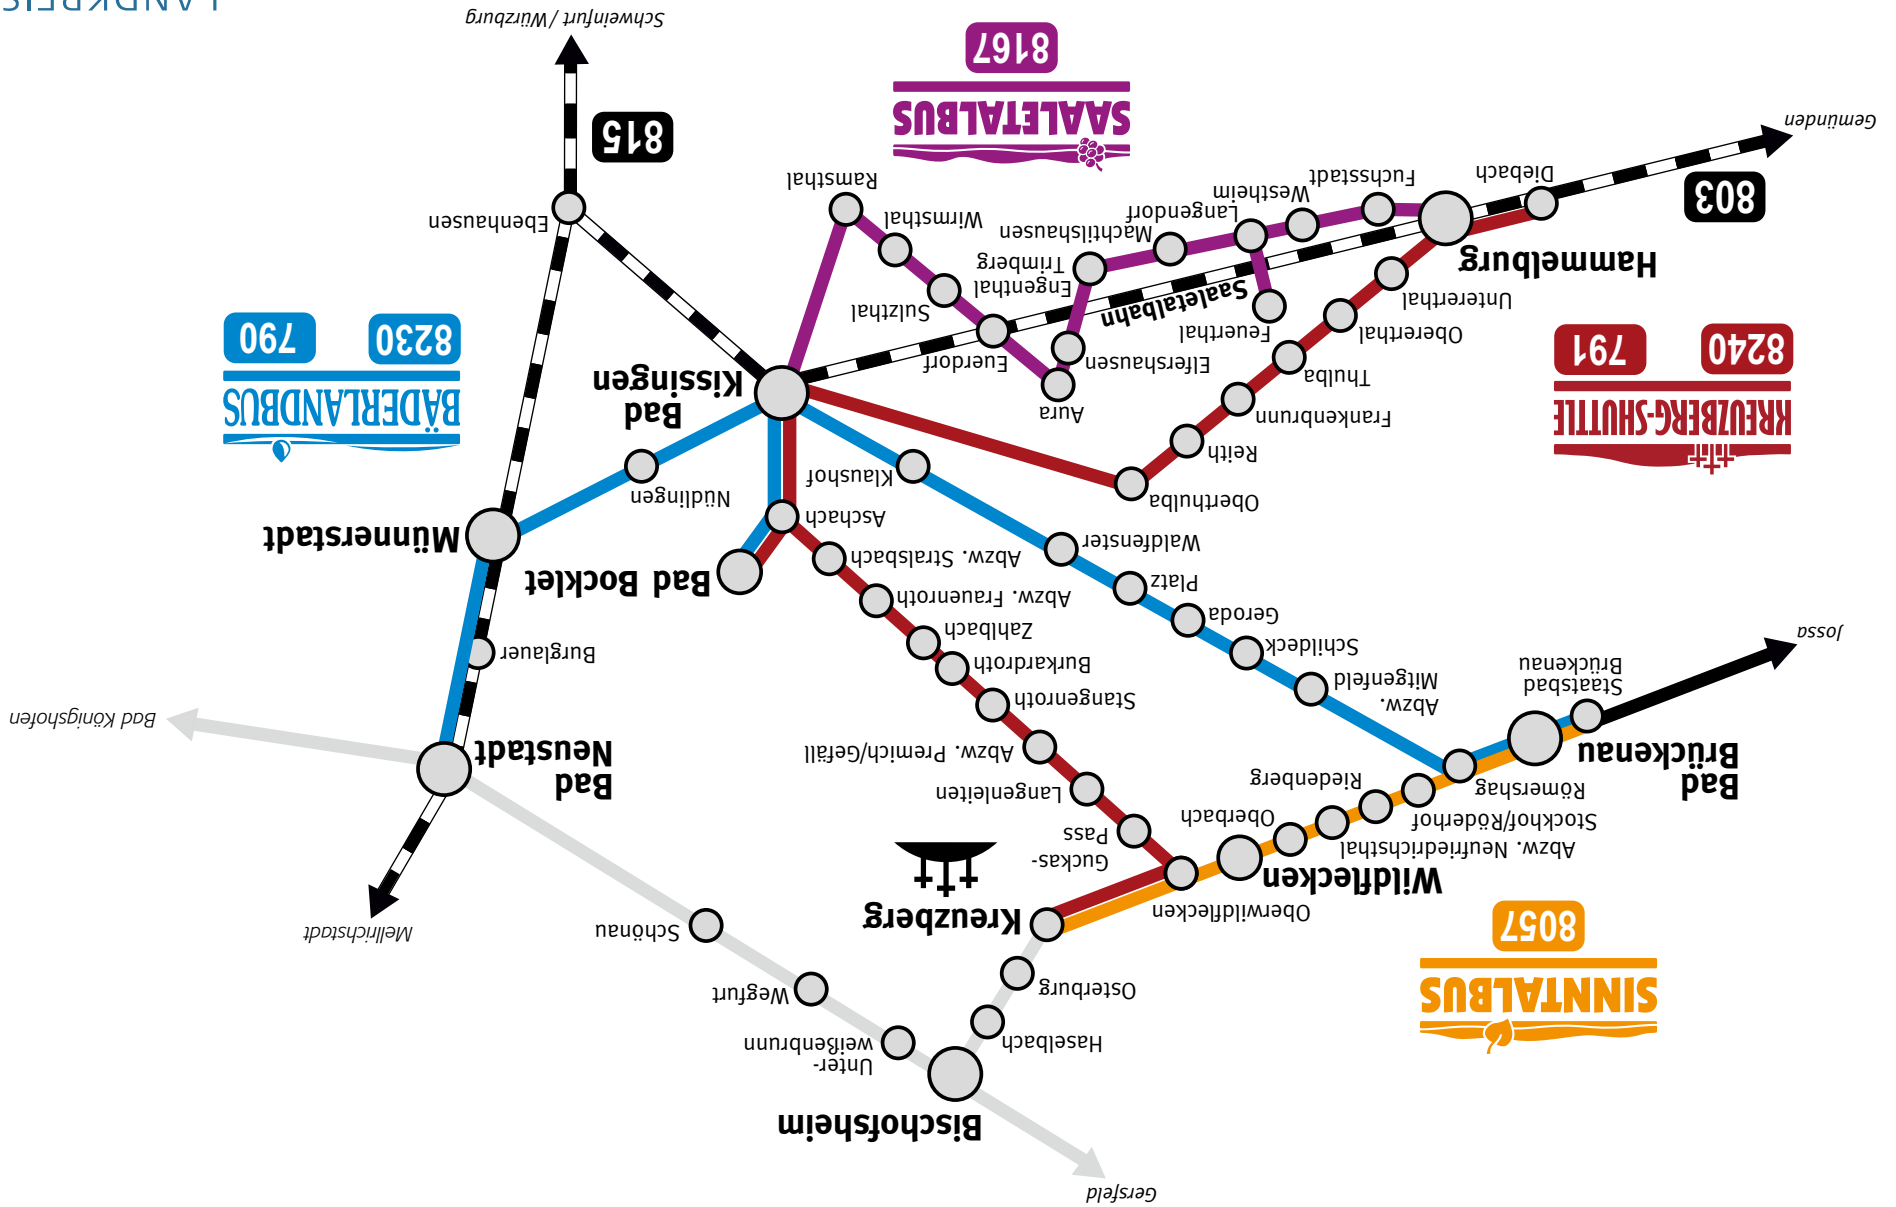 Gersfeld
Bischofsheim
Unter-
weißenbrunn
Haselbach
Osterburg
Wegfurt
Schönau
SINNTALBUS
8057
Kreuzberg
Oberwildflecken
Wildflecken
Guckas-
Pass
Oberbach
Abzw. Neufriedrichsthal
Stockhof/Röderhof
Riedenberg
Römershag
Bad
Brückenau
Staatsbad
Brückenau
Jossa
Mellrichstadt
Bad
Neustadt
Bad Königshofen
Langenleiten
Abzw. Premich/Gefäll
Stangenroth
Burkardroth
Zahlbach
Abzw. Frauenroth
Abzw. Stralsbach
Aschach
Bad Bocklet
Abzw.
Mitgenfeld
Schildeck
Geroda
Platz
Waldfenster
Klaushof
Burglauer
Münnerstadt
Nüdlingen
Bad
Kissingen
Oberthulba
Reith
Frankenbrunn
Thulba
Obererthal
Untererthal
Hammelburg
Diebach
Gemünden
803
KREUZBERG-SHUTTLE
8240
791
BÄDERLANDBUS
8230
790
Aura
Euerdorf
Elfershausen
Feuerthal
Saaletalbahn
Sulzthal
Engenthal
Trimberg
Machtilshausen
Langendorf
Westheim
Fuchsstadt
Wirmsthal
Ramsthal
SAALETALBUS
8167
Ebenhausen
815
Schweinfurt / Würzburg
LANDKREIS